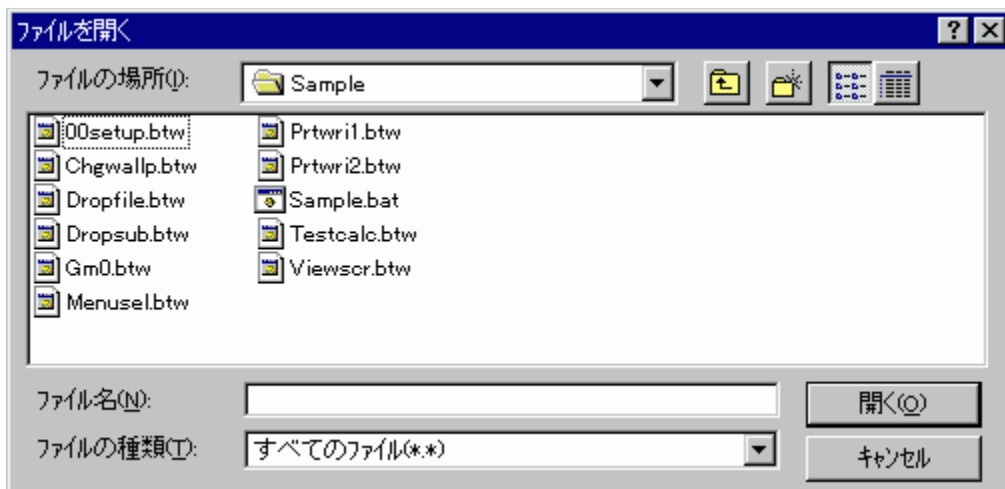 ファイルを開く
ファイルの場所(I):
Sample
00setup.btw
Chgwallp.btw
Dropfile.btw
Dropsub.btw
Gm0.btw
Menusel.btw
Prtwri1.btw
Prtwri2.btw
Sample.bat
Testcalc.btw
Viewscr.btw
ファイル名(N):
開く(O)
ファイルの種類(T):
すべてのファイル(*.*)
キャンセル